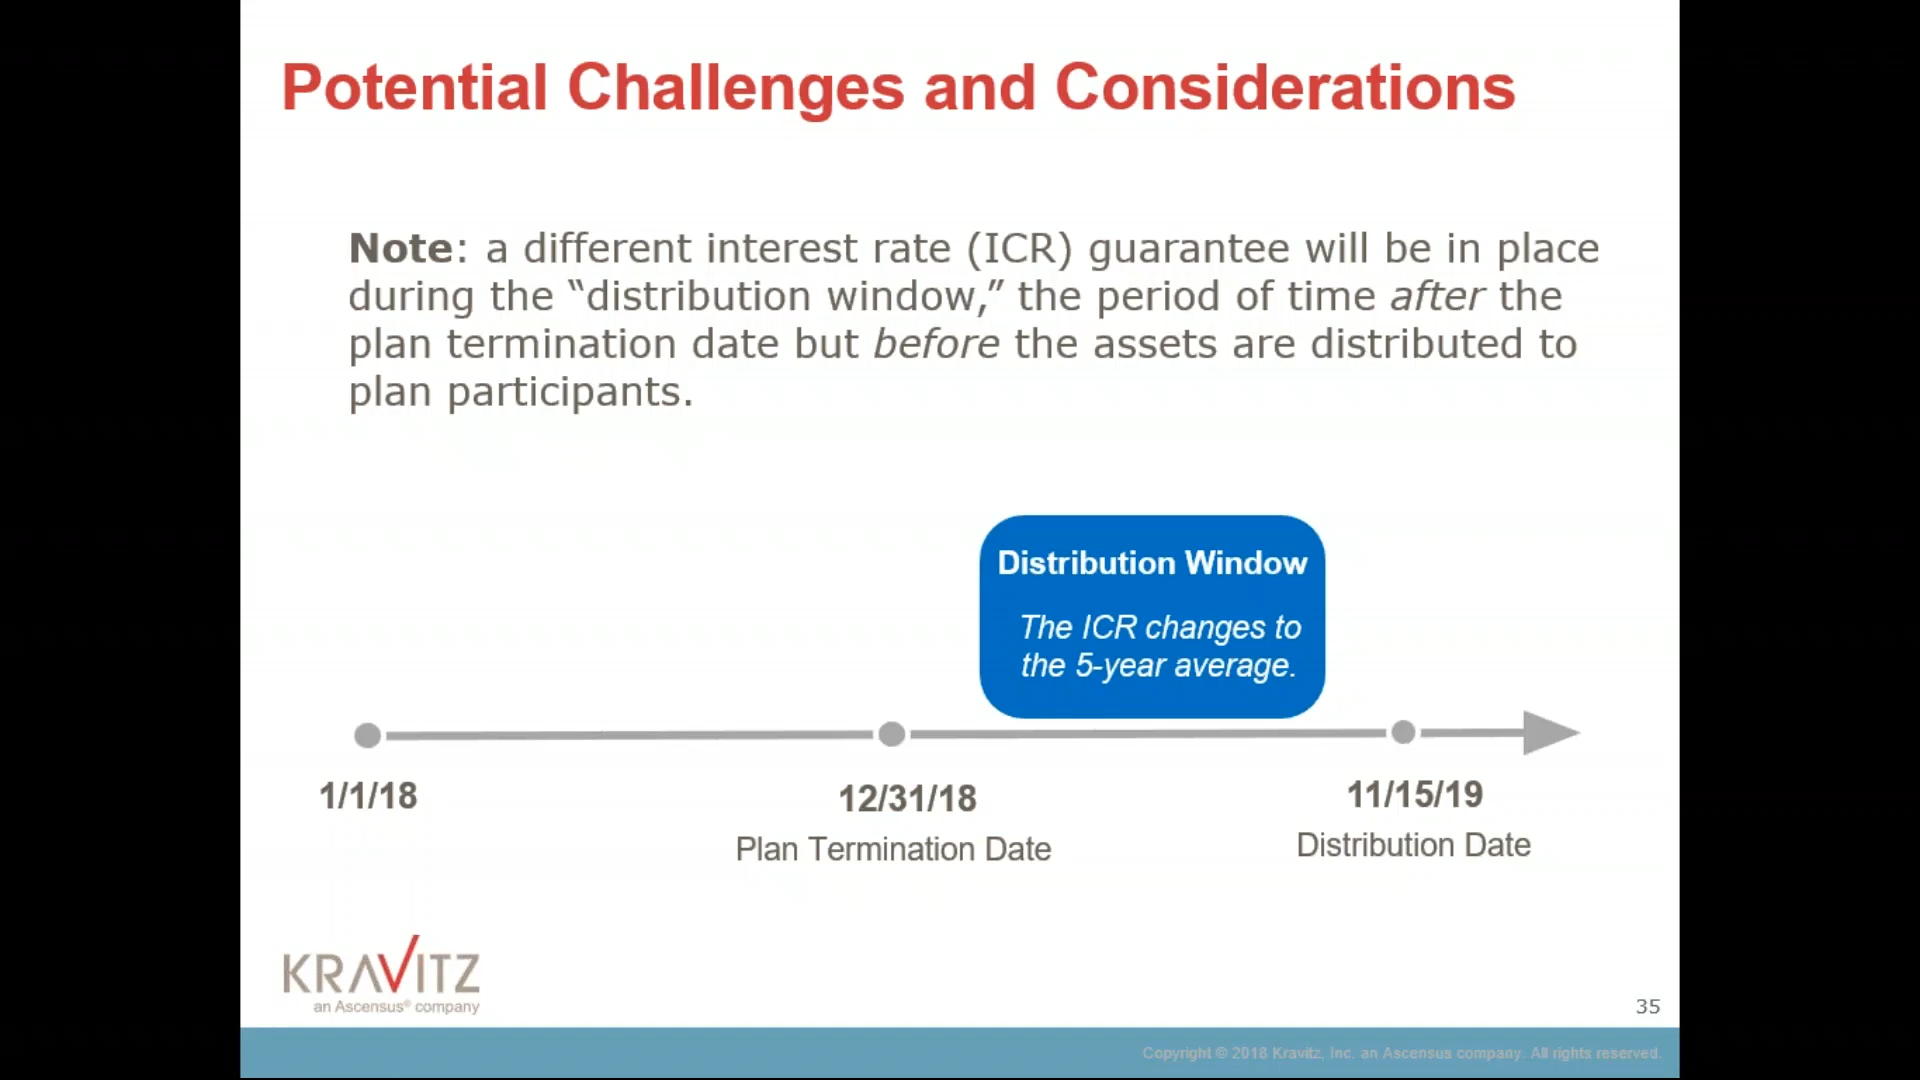 Potential Challenges and Considerations
Note: a different interest rate (ICR) guarantee will be in place
during the “distribution window,” the period of time after the
plan termination date but before the assets are distributed to
plan participants.
Distribution Window
The ICR changes to
the 5-year average.
1/1/18
12/31/18
Plan Termination Date
11/15/19
Distribution Date
KRAVITZ
an Ascensus® company
35
Copyright © 2018 Kravitz, Inc. an Ascensus company. All rights reserved.